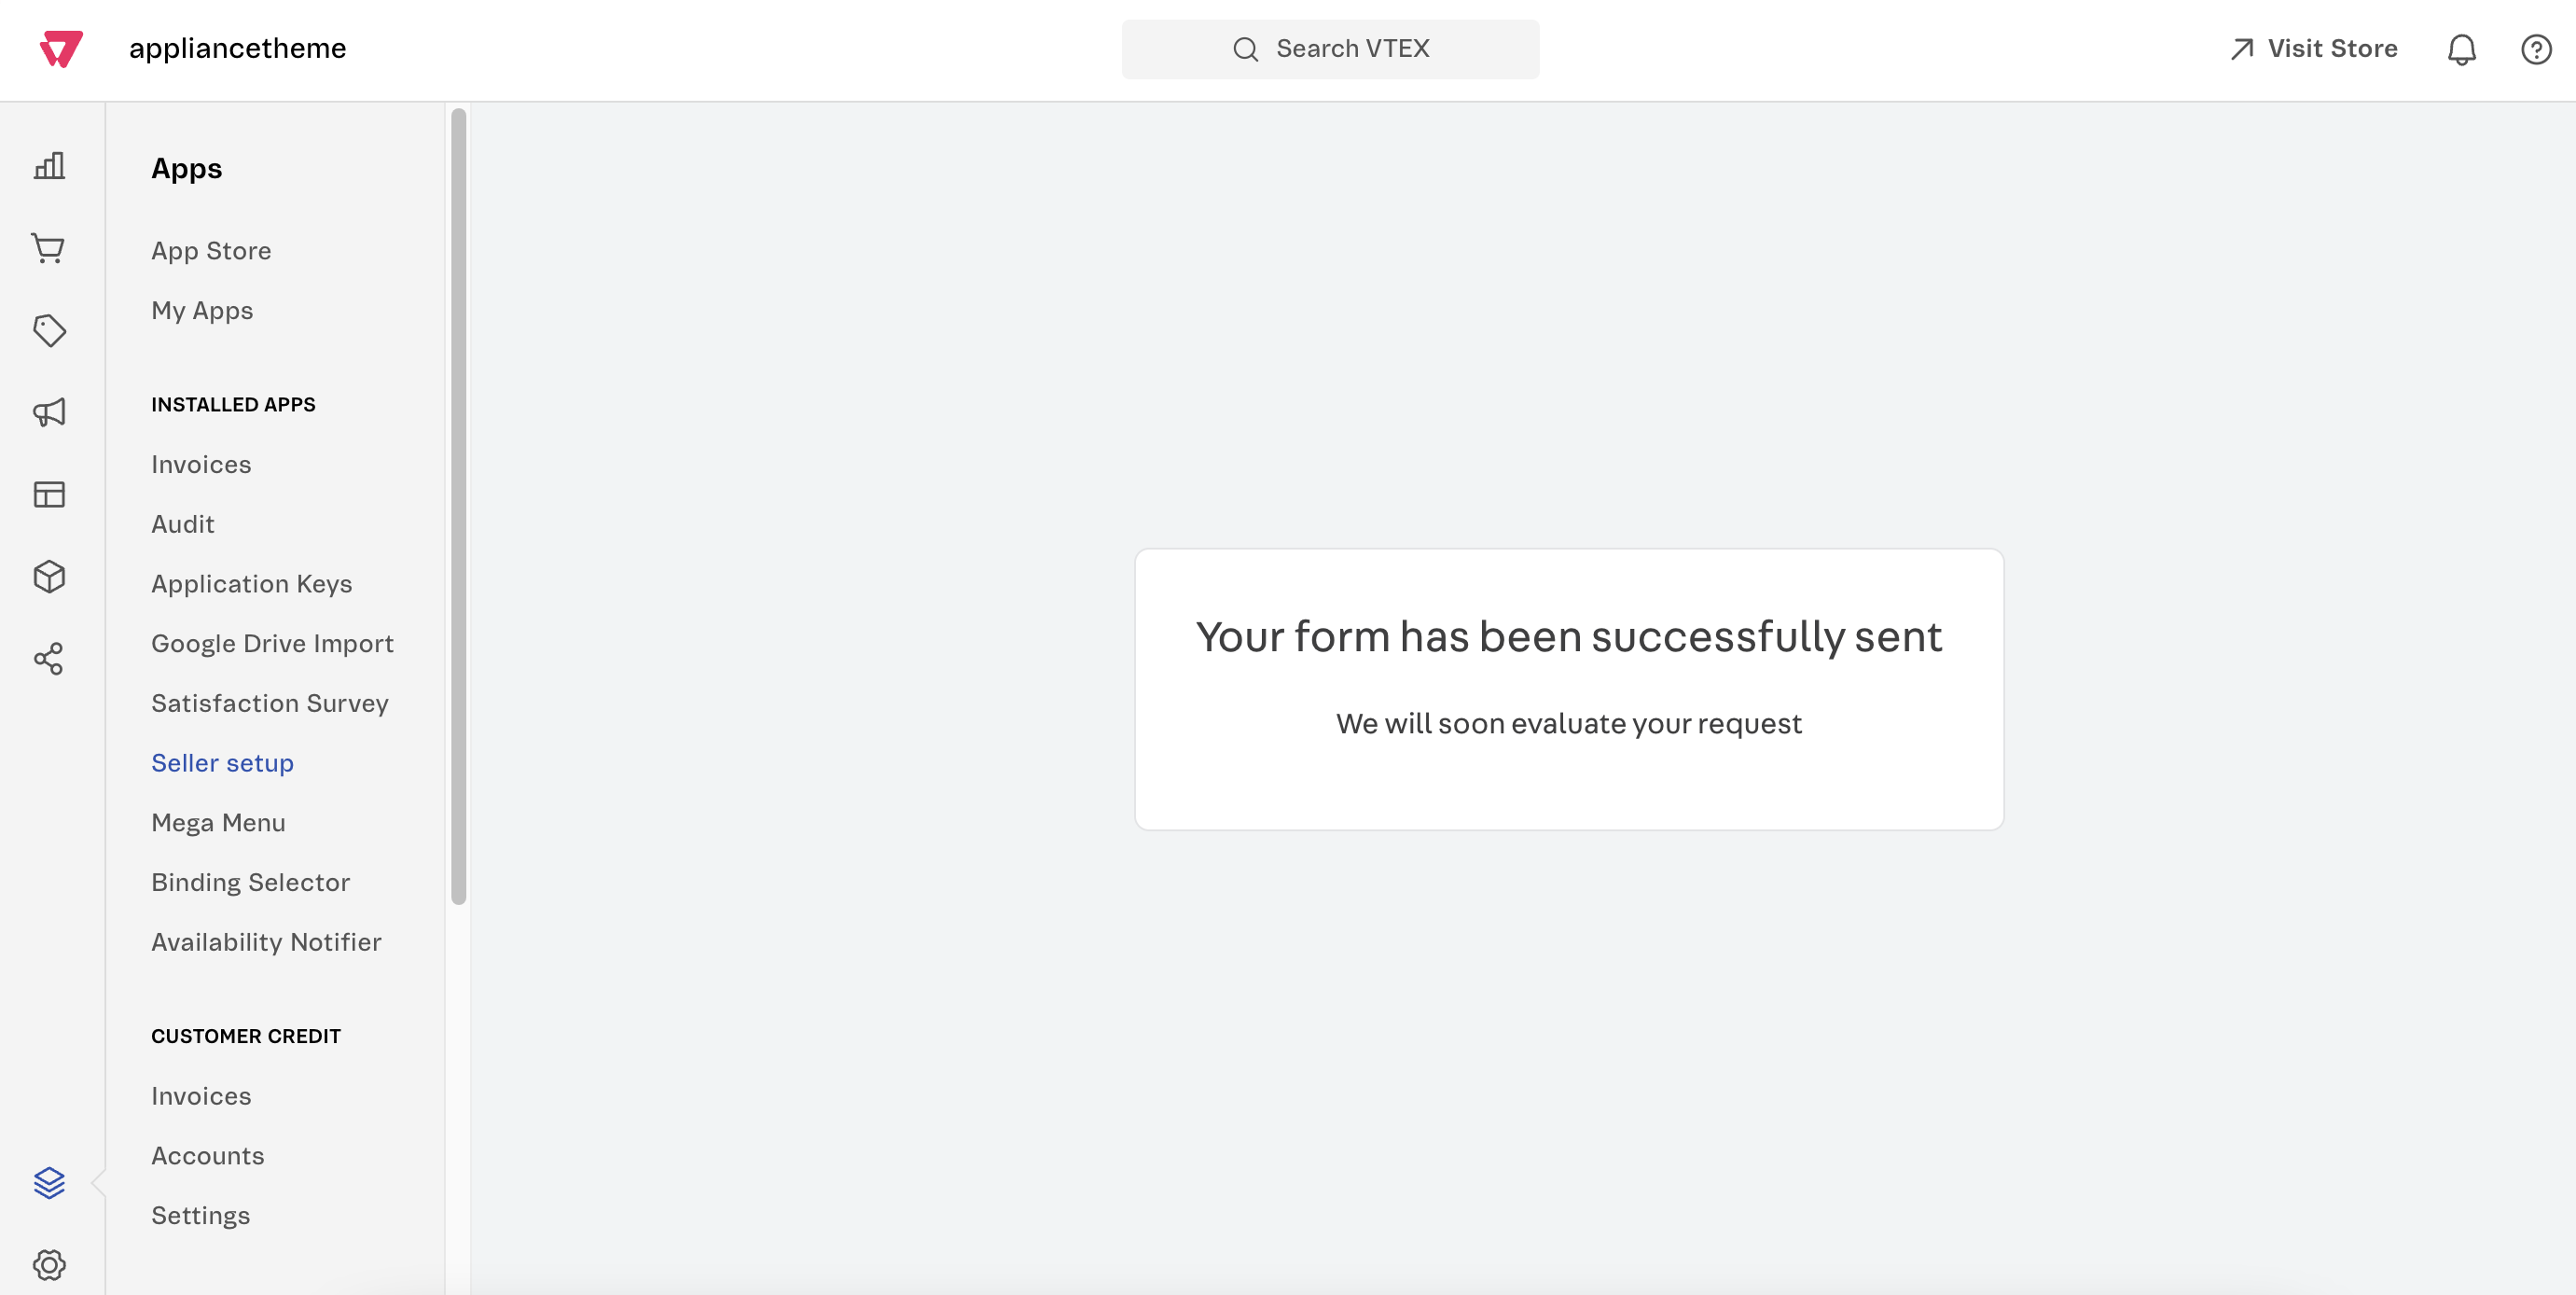 appliancetheme
Search VTEX
Visit Store
Apps
App Store
My Apps
INSTALLED APPS
Invoices
Audit
Application Keys
Google Drive Import
Satisfaction Survey
Seller setup
Mega Menu
Binding Selector
Availability Notifier
CUSTOMER CREDIT
Invoices
Accounts
Settings
Your form has been successfully sent
We will soon evaluate your request